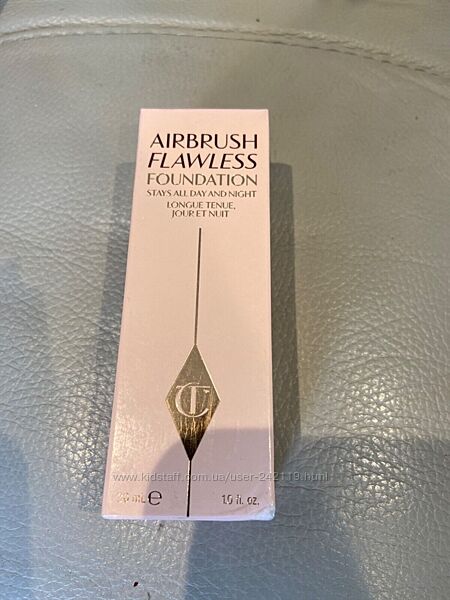 AIRBRUSH
FLAWLESS
FOUNDATION
STAYS ALL DAY AND NIGHT
LONGUE TENUE,
JOUR ET NUIT
CT
www.kidstaff.com.ua/user-242119.html
mL e 1.0 fl. oz.